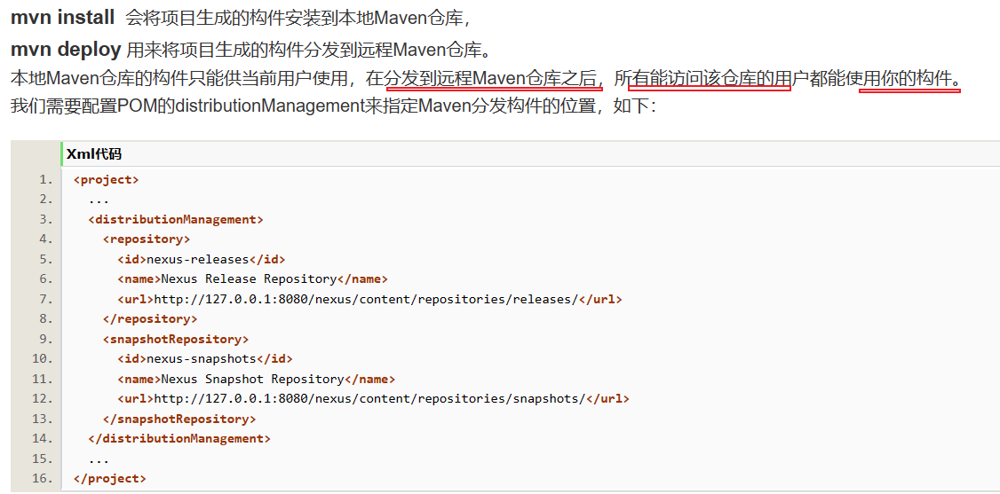 mvn install 会将项目生成的构件安装到本地Maven仓库，
mvn deploy 用来将项目生成的构件分发到远程Maven仓库。
本地Maven仓库的构件只能供当前用户使用，在分发到远程Maven仓库之后，所有能访问该仓库的用户都能使用你的构件。
我们需要配置POM的distributionManagement来指定Maven分发构件的位置，如下：
Xml代码
1. <project>
2. ...
3. <distributionManagement>
4. <repository>
5. <id>nexus-releases</id>
6. <name>Nexus Release Repository</name>
7. <url>http://127.0.0.1:8080/nexus/content/repositories/releases/</url>
8. </repository>
9. <snapshotRepository>
10. <id>nexus-snapshots</id>
11. <name>Nexus Snapshot Repository</name>
12. <url>http://127.0.0.1:8080/nexus/content/repositories/snapshots/</url>
13. </snapshotRepository>
14. </distributionManagement>
15. ...
16. </project>